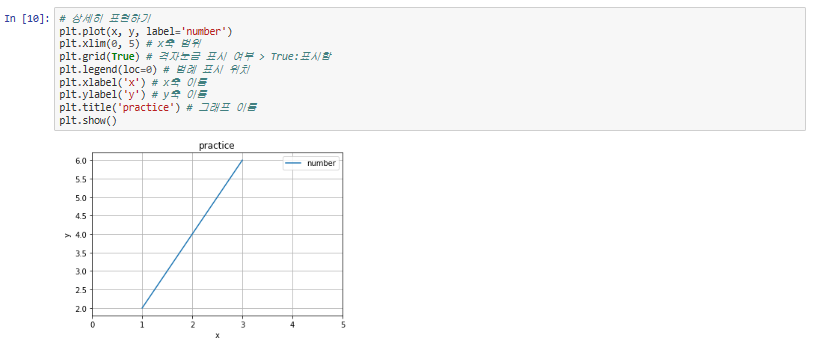 In [10]: # 상세히 표현하기
plt.plot(x, y, label='number')
plt.xlim(0, 5) # x축 범위
plt.grid(True) # 격자눈금 표시 여부 > True:표시함
plt.legend(loc=0) # 범례 표시 위치
plt.xlabel('x') # x축 이름
plt.ylabel('y') # y축 이름
plt.title('practice') # 그래프 이름
plt.show()
practice
number
6.0
5.5
5.0
4.5
4.0
3.5
3.0
2.5
2.0
y
0 1 2 3 4 5
x